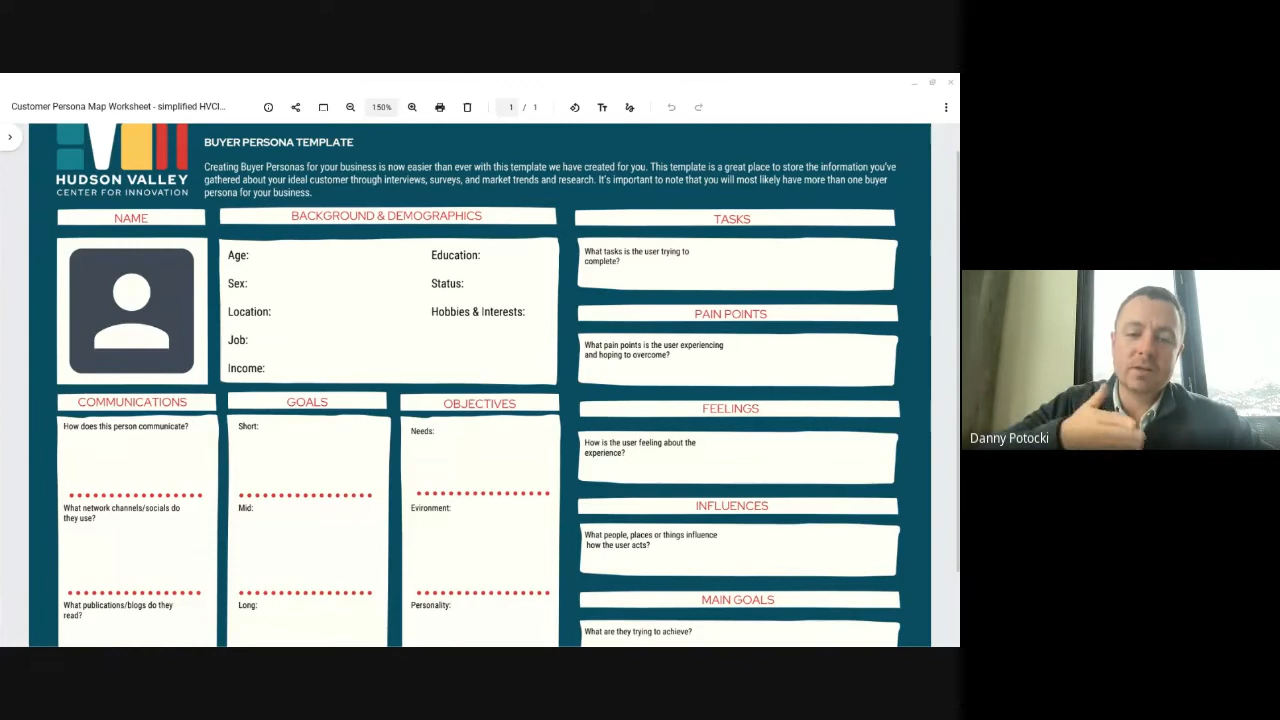 Customer Persona Map Worksheet - simplified HVCI...
150%
1 / 1
HUDSON VALLEY
CENTER FOR INNOVATION
BUYER PERSONA TEMPLATE
Creating Buyer Personas for your business is now easier than ever with this template we have created for you. This template is a great place to store the information you've
gathered about your ideal customer through interviews, surveys, and market trends and research. It's important to note that you will most likely have more than one buyer
persona for your business.
NAME
BACKGROUND & DEMOGRAPHICS
Age:
Education:
Sex:
Status:
Location:
Hobbies & Interests:
Job:
Income:
COMMUNICATIONS
How does this person communicate?
What network channels/socials do
they use?
What publications/blogs do they
read?
GOALS
Short:
Mid:
Long:
OBJECTIVES
Needs:
Evironment:
Personality:
TASKS
What tasks is the user trying to
complete?
PAIN POINTS
What pain points is the user experiencing
and hoping to overcome?
FEELINGS
How is the user feeling about the
experience?
INFLUENCES
What people, places or things influence
how the user acts?
MAIN GOALS
What are they trying to achieve?
Danny Potocki